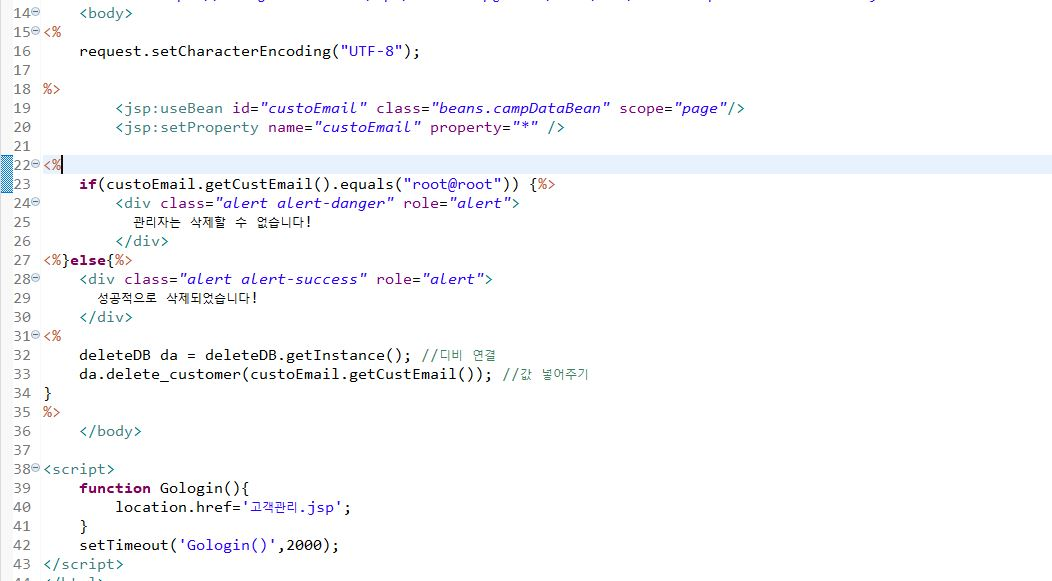 14 <body>
15 <%
16 request.setCharacterEncoding("UTF-8");
17
18 %>
19 <jsp:useBean id="custoEmail" class="beans.campDataBean" scope="page"/>
20 <jsp:setProperty name="custoEmail" property="*" />
21
22 <%
23 if(custoEmail.getCustEmail().equals("root@root")) {%>
24 <div class="alert alert-danger" role="alert">
25 관리자는 삭제할 수 없습니다!
26 </div>
27 <%}else{%>
28 <div class="alert alert-success" role="alert">
29 성공적으로 삭제되었습니다!
30 </div>
31 <%
32 deleteDB da = deleteDB.getInstance(); //디비 연결
33 da.delete_customer(custoEmail.getCustEmail()); //값 넣어주기
34 }
35 %>
36 </body>
37
38 <script>
39 function Gologin(){
40 location.href='고객관리.jsp';
41 }
42 setTimeout('Gologin()',2000);
43 </script>